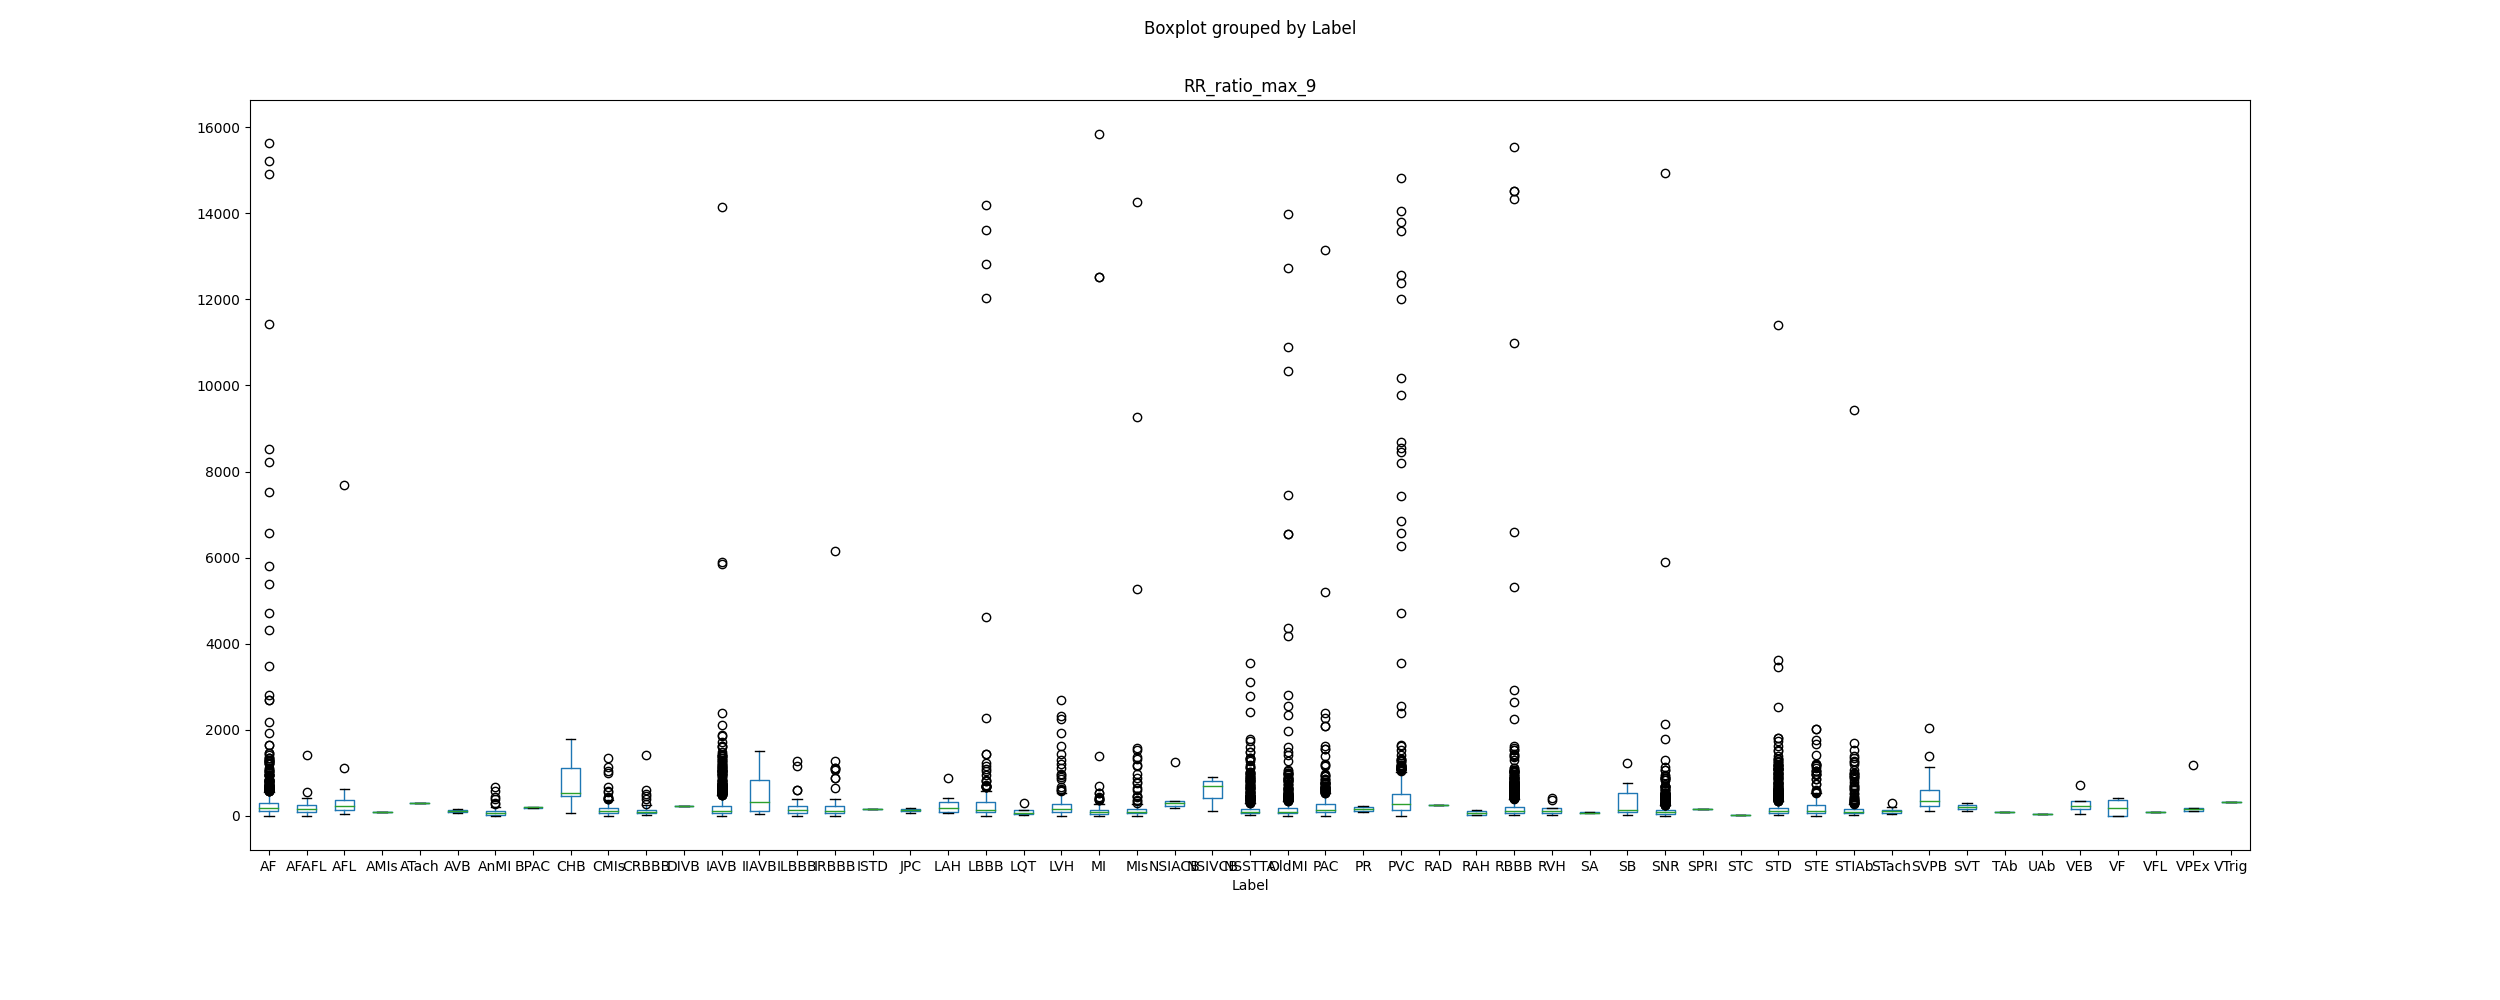 Boxplot grouped by Label
RR_ratio_max_9
16000
14000
12000
10000
8000
6000
4000
2000
0
AF AFAFL AFL AMIs ATach AVB AnMI BPAC CHB CMIs CRBBB DIVB IAVB IIAVB ILBBB IRBBB ISTD JPC LAH LBBB LQT LVH MI MIs NSIACB NSIVCB NSSTTA OldMI PAC PR PVC RAD RAH RBBB RVH SA SB SNR SPRI STC STD STE STIAb STach SVPB SVT TAb UAb VEB VF VFL VPEx VTrig
Label